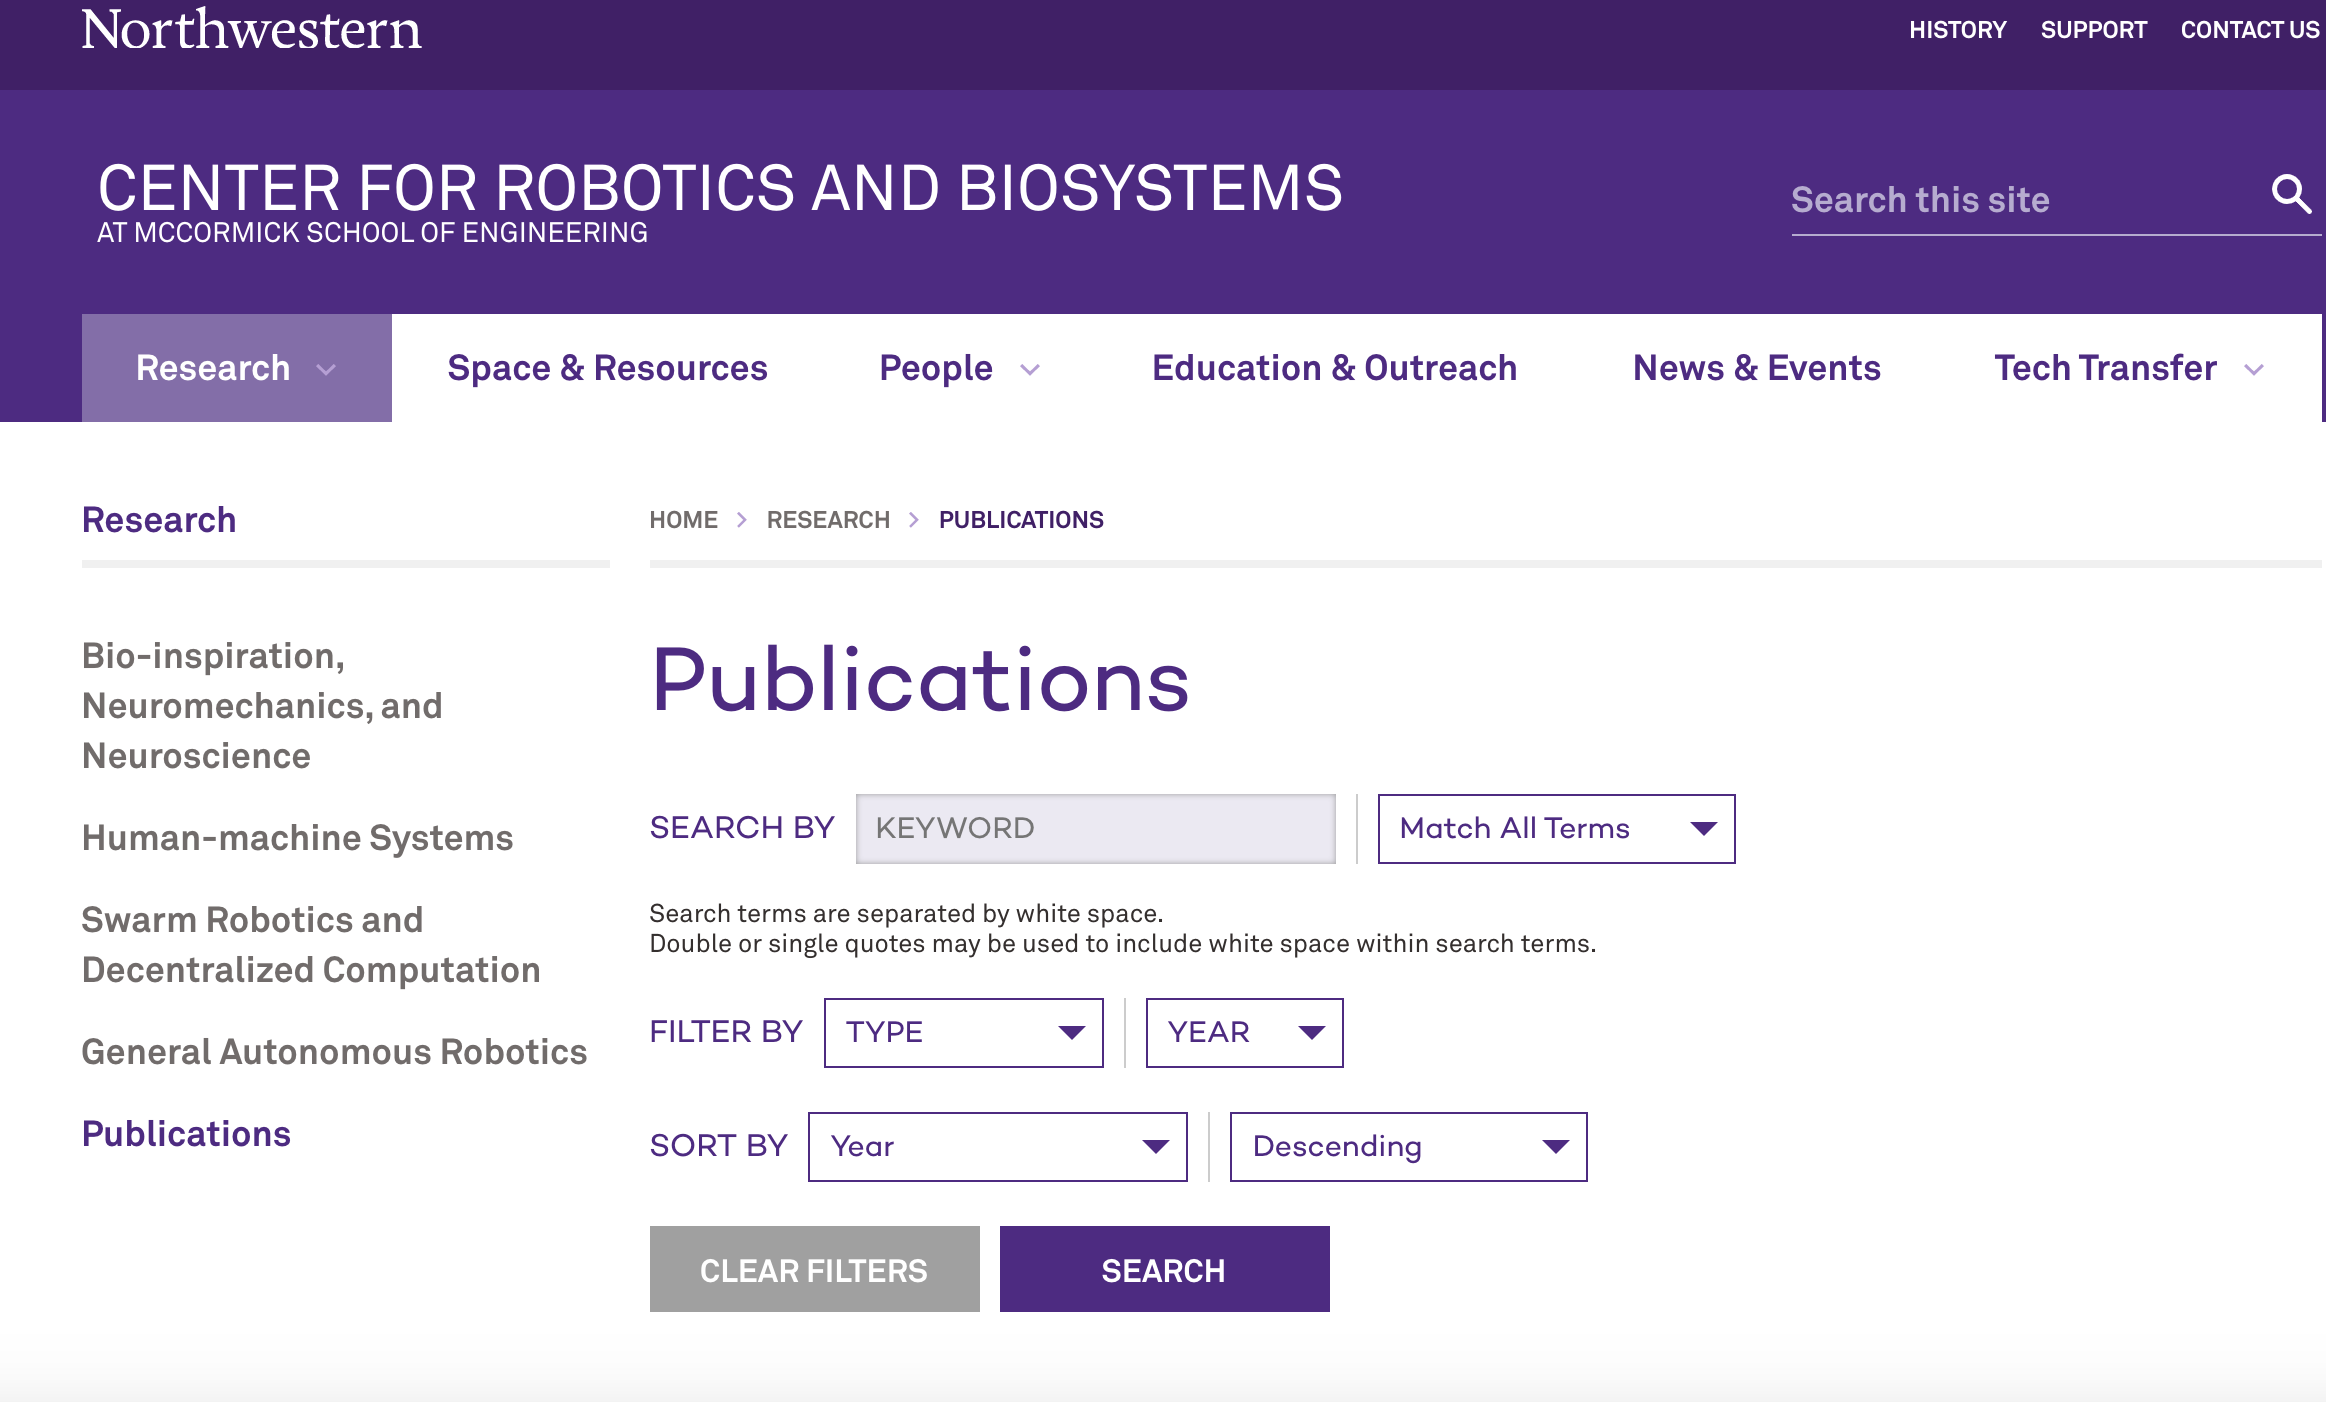 Northwestern
HISTORY SUPPORT CONTACT US
CENTER FOR ROBOTICS AND BIOSYSTEMS
AT MCCORMICK SCHOOL OF ENGINEERING
Search this site
Research Space & Resources People Education & Outreach News & Events Tech Transfer
Research
Bio-inspiration,
Neuromechanics, and
Neuroscience
Human-machine Systems
Swarm Robotics and
Decentralized Computation
General Autonomous Robotics
Publications
HOME > RESEARCH > PUBLICATIONS
Publications
SEARCH BY KEYWORD Match All Terms
Search terms are separated by white space.
Double or single quotes may be used to include white space within search terms.
FILTER BY TYPE YEAR
SORT BY Year Descending
CLEAR FILTERS SEARCH